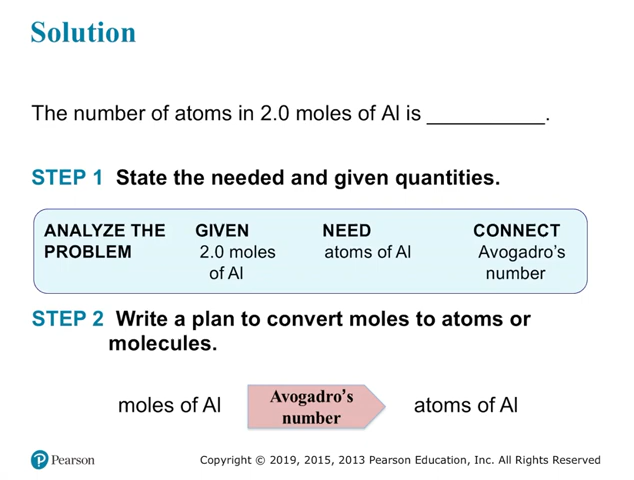 Solution
The number of atoms in 2.0 moles of Al is __________.
STEP 1 State the needed and given quantities.
ANALYZE THE GIVEN NEED CONNECT
PROBLEM 2.0 moles atoms of Al Avogadro's
of Al number
STEP 2 Write a plan to convert moles to atoms or
molecules.
moles of Al Avogadro's number atoms of Al
Pearson Copyright © 2019, 2015, 2013 Pearson Education, Inc. All Rights Reserved